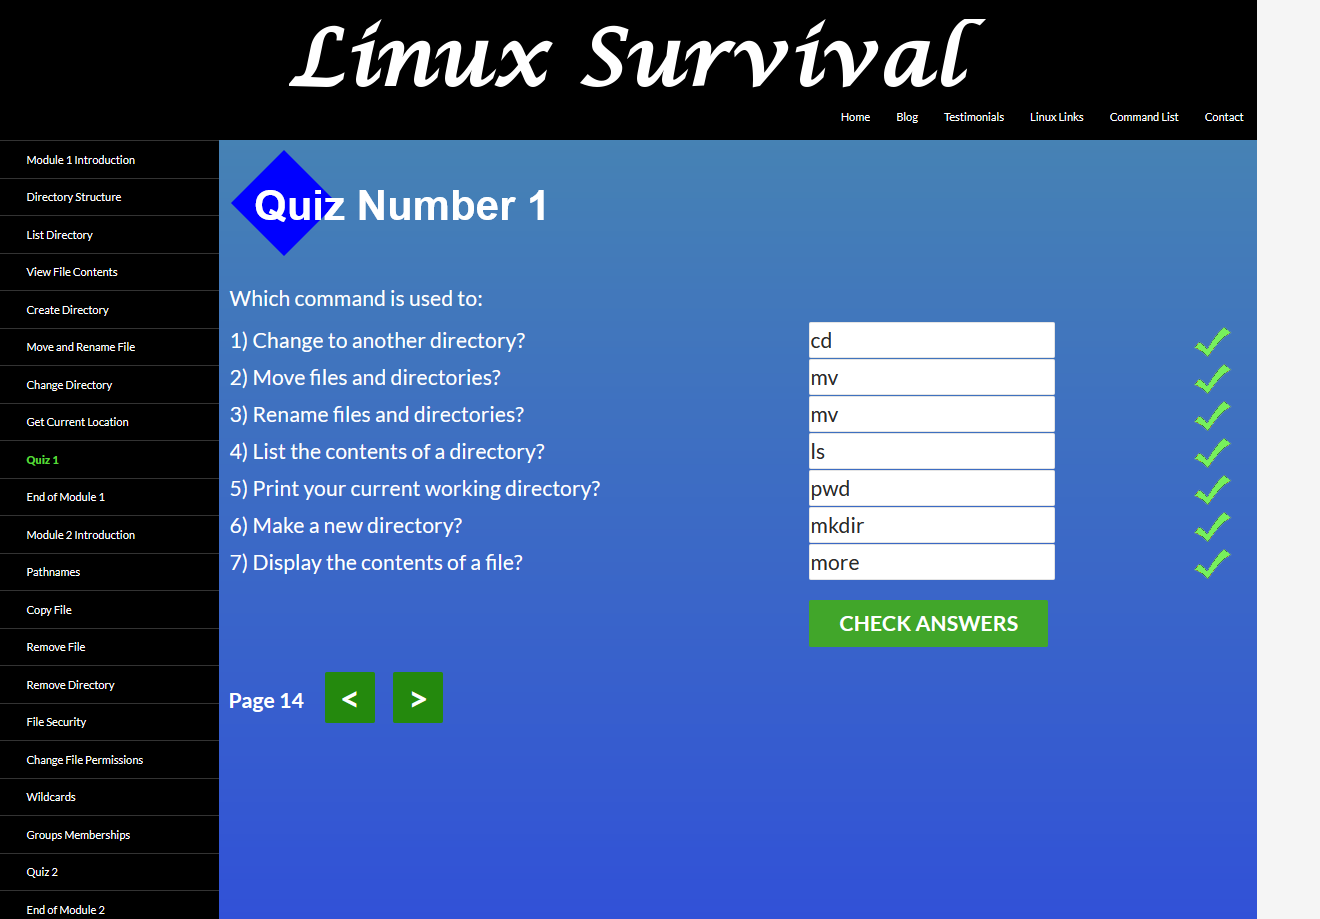 Linux Survival
Home Blog Testimonials Linux Links Command List Contact
Module 1 Introduction
Directory Structure
List Directory
View File Contents
Create Directory
Move and Rename File
Change Directory
Get Current Location
Quiz 1
End of Module 1
Module 2 Introduction
Pathnames
Copy File
Remove File
Remove Directory
File Security
Change File Permissions
Wildcards
Groups Memberships
Quiz 2
End of Module 2
Quiz Number 1
Which command is used to:
1) Change to another directory? cd
2) Move files and directories? mv
3) Rename files and directories? mv
4) List the contents of a directory? ls
5) Print your current working directory? pwd
6) Make a new directory? mkdir
7) Display the contents of a file? more
CHECK ANSWERS
Page 14 < >